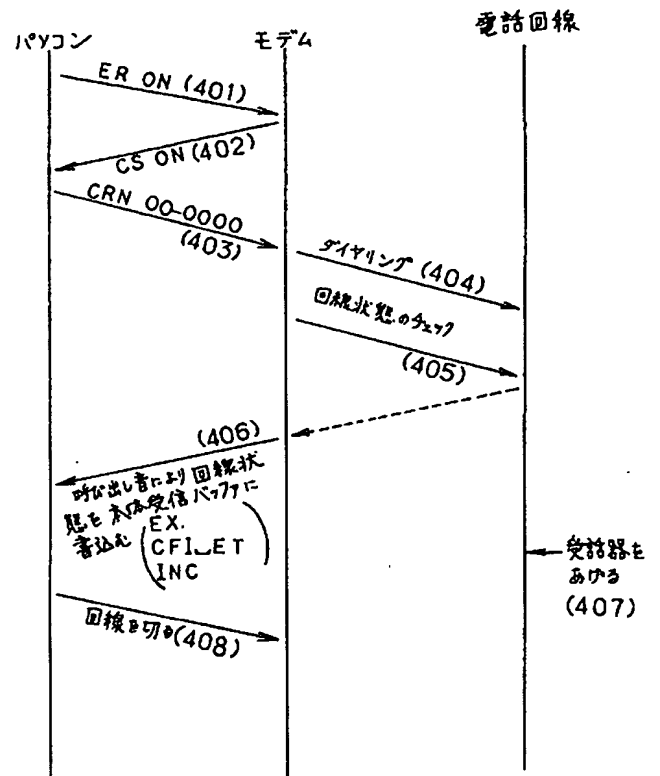 パソコン
モデム
電話回線
ER ON (401)
CS ON (402)
CRN 00-0000
(403)
ダイヤリング (404)
回線状態のチェック
(405)
(406)
呼び出し音により回線状
態を本体受信バッファに
書込む
EX.
CFI␣ET
INC
受話器を
あげる
(407)
回線を切る(408)